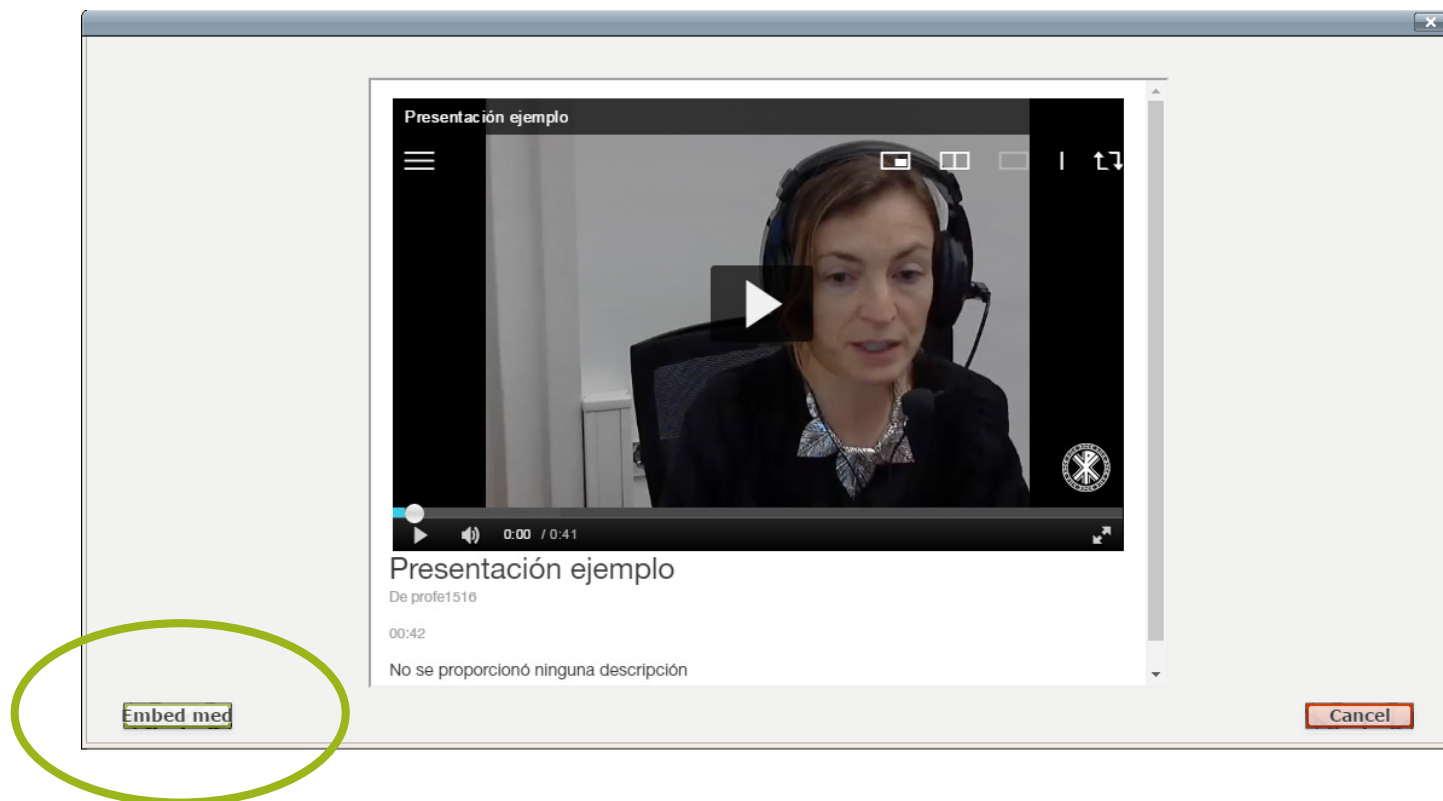 Presentación ejemplo
0:00 / 0:41
Presentación ejemplo
De profe1516
00:42
No se proporcionó ninguna descripción
Embed med
Cancel